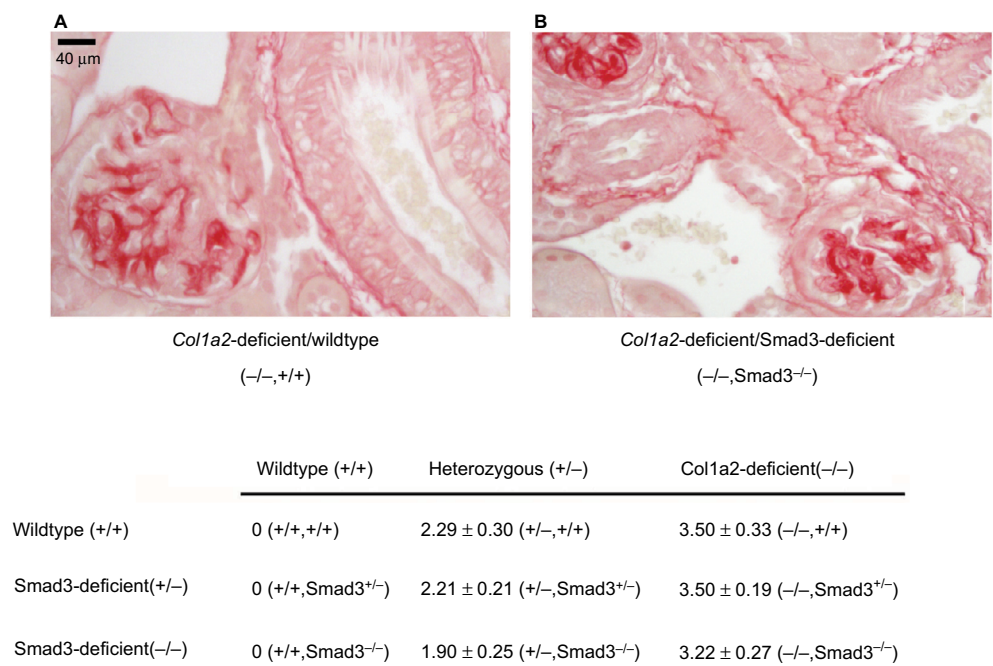 A
B
40 μm
Col1a2-deficient/wildtype
Col1a2-deficient/Smad3-deficient
(–/–,+/+)
(–/–,Smad3–/–)
Wildtype (+/+) Heterozygous (+/–) Col1a2-deficient(–/–)
Wildtype (+/+) 0 (+/+,+/+) 2.29 ± 0.30 (+/–,+/+) 3.50 ± 0.33 (–/–,+/+)
Smad3-deficient(+/–) 0 (+/+,Smad3+/–) 2.21 ± 0.21 (+/–,Smad3+/–) 3.50 ± 0.19 (–/–,Smad3+/–)
Smad3-deficient(–/–) 0 (+/+,Smad3–/–) 1.90 ± 0.25 (+/–,Smad3–/–) 3.22 ± 0.27 (–/–,Smad3–/–)